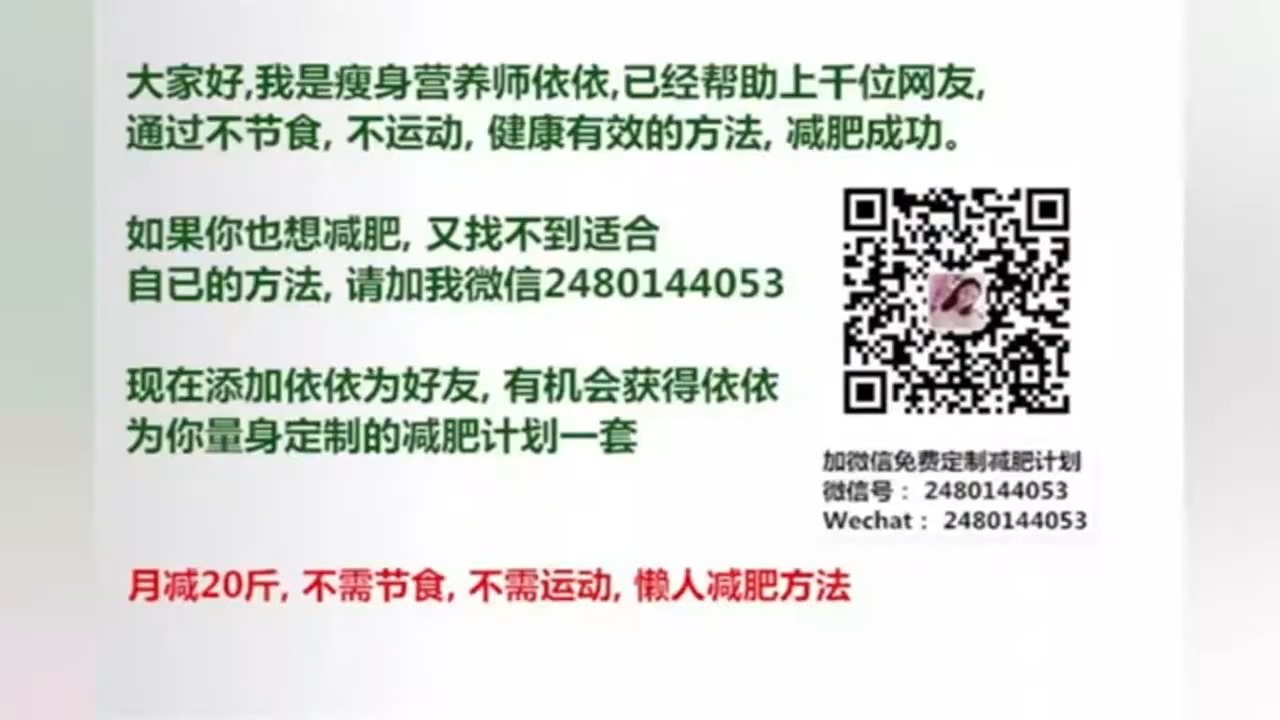 大家好,我是瘦身营养师依依,已经帮助上千位网友,
通过不节食, 不运动, 健康有效的方法, 减肥成功。
如果你也想减肥, 又找不到适合
自已的方法, 请加我微信2480144053
现在添加依依为好友, 有机会获得依依
为你量身定制的减肥计划一套
加微信免费定制减肥计划
微信号： 2480144053
Wechat： 2480144053
月减20斤, 不需节食, 不需运动, 懒人减肥方法